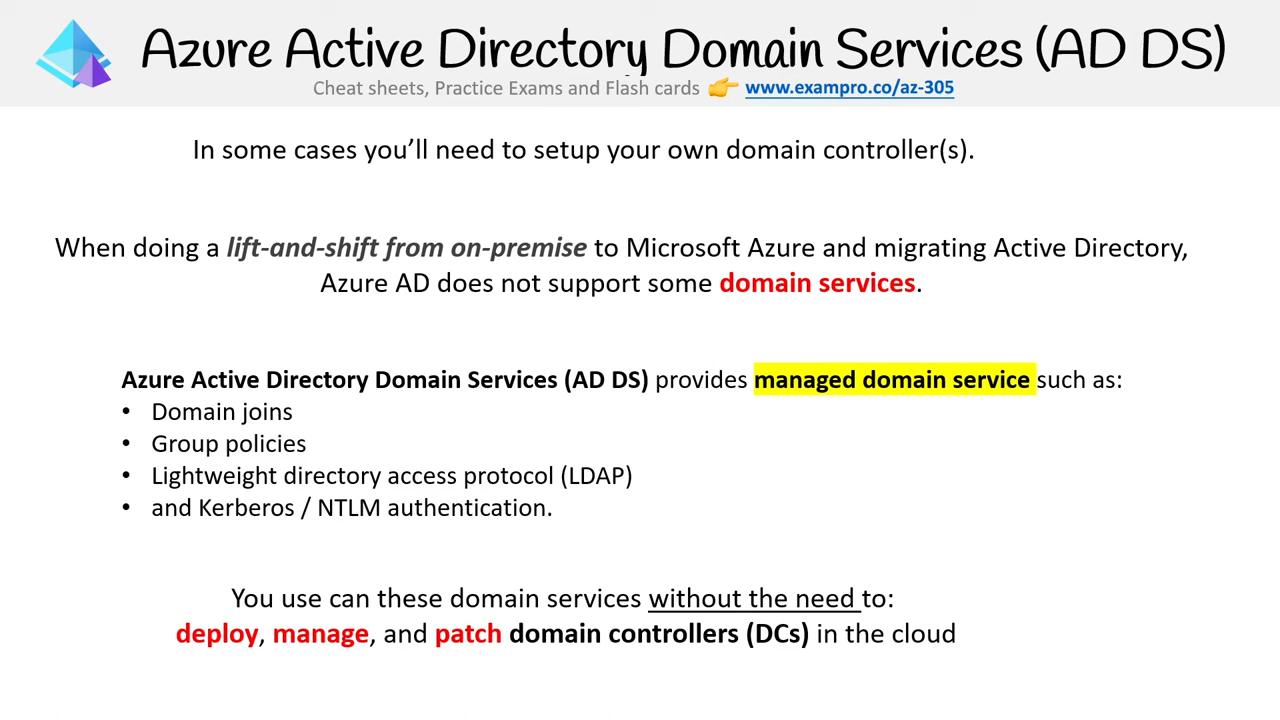 Azure Active Directory Domain Services (AD DS)
Cheat sheets, Practice Exams and Flash cards 👉 www.exampro.co/az-305
In some cases you’ll need to setup your own domain controller(s).
When doing a lift-and-shift from on-premise to Microsoft Azure and migrating Active Directory,
Azure AD does not support some domain services.
Azure Active Directory Domain Services (AD DS) provides managed domain service such as:
• Domain joins
• Group policies
• Lightweight directory access protocol (LDAP)
• and Kerberos / NTLM authentication.
You use can these domain services without the need to:
deploy, manage, and patch domain controllers (DCs) in the cloud